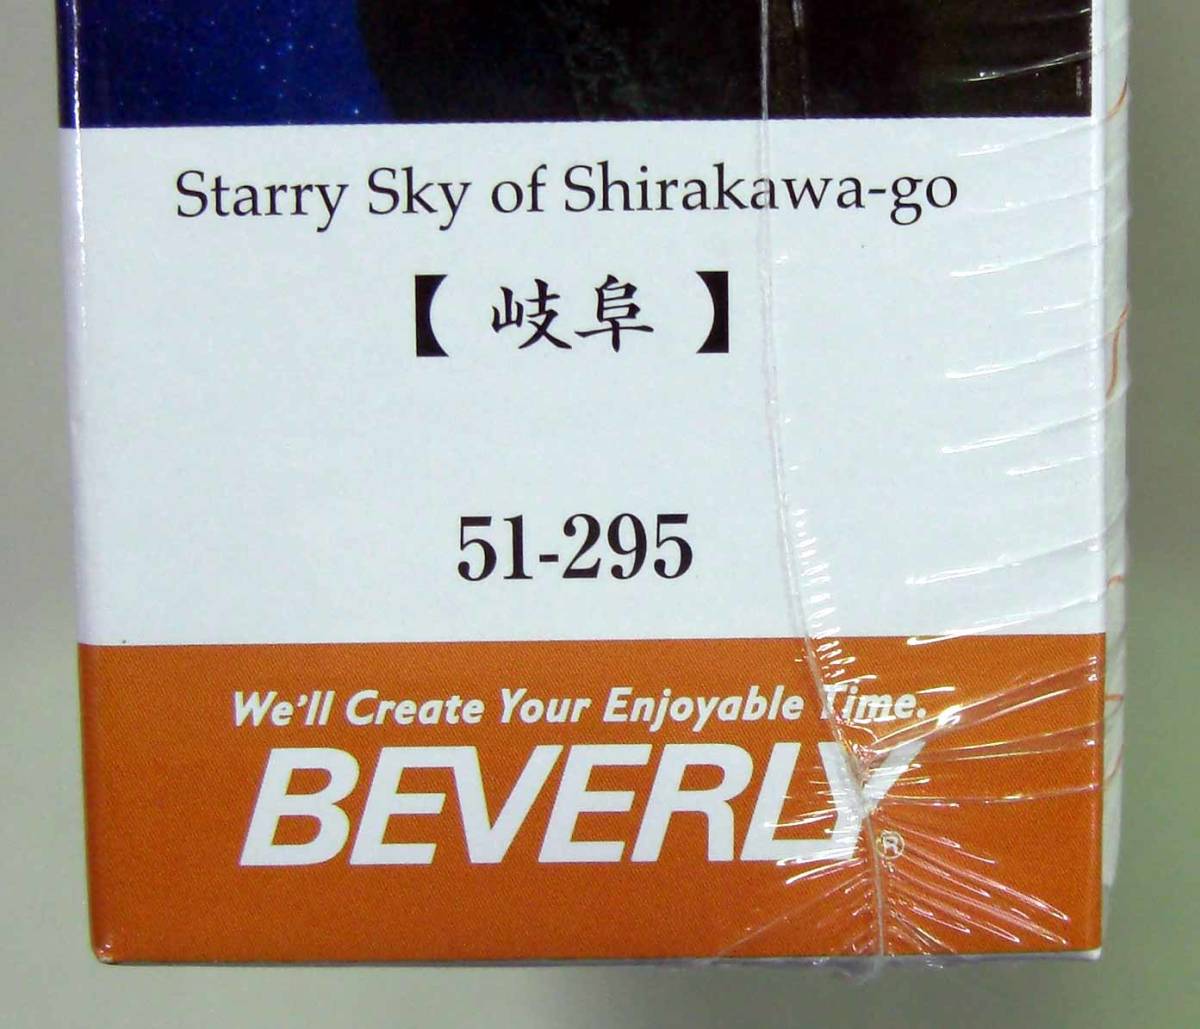 Starry Sky of Shirakawa-go
【 岐阜 】
51-295
We'll Create Your Enjoyable Time.
BEVERLY®